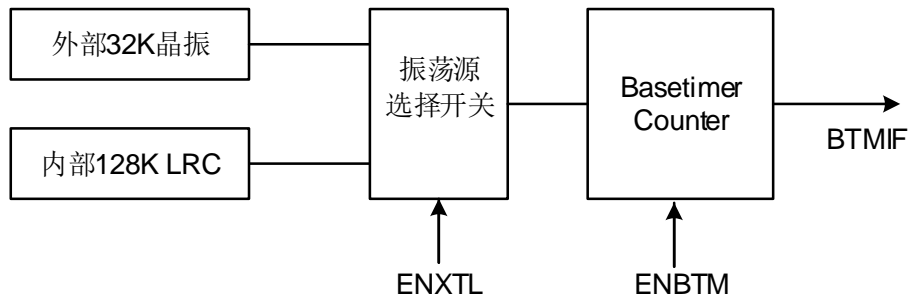 外部32K晶振
内部128K LRC
振荡源
选择开关
Basetimer
Counter
BTMIF
ENXTL
ENBTM